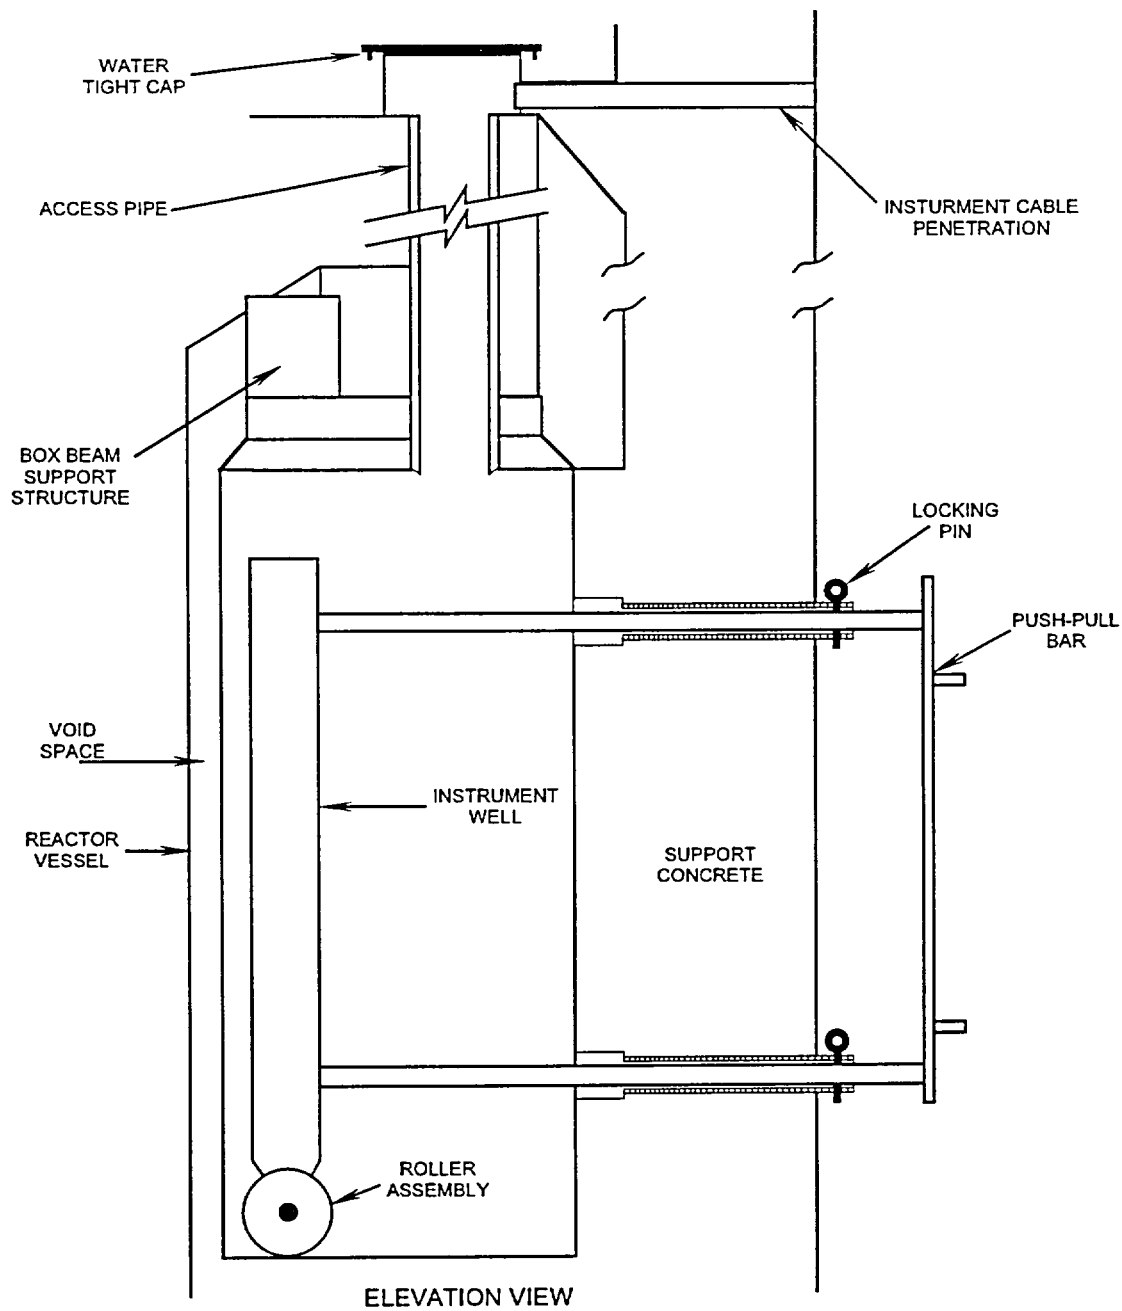 WATER
TIGHT CAP
ACCESS PIPE
INSTURMENT CABLE
PENETRATION
BOX BEAM
SUPPORT
STRUCTURE
LOCKING
PIN
PUSH-PULL
BAR
VOID
SPACE
INSTRUMENT
WELL
REACTOR
VESSEL
SUPPORT
CONCRETE
ROLLER
ASSEMBLY
ELEVATION VIEW